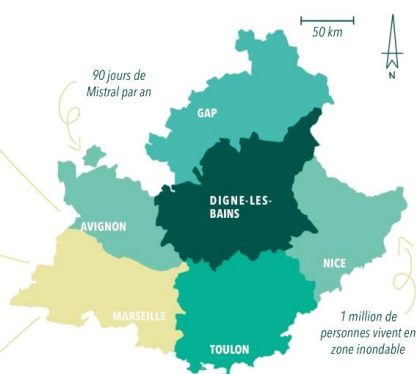 50 km
N
90 jours de
Mistral par an
GAP
DIGNE-LES-
BAINS
AVIGNON
NICE
MARSEILLE
1 million de
personnes vivent en
zone inondable
TOULON